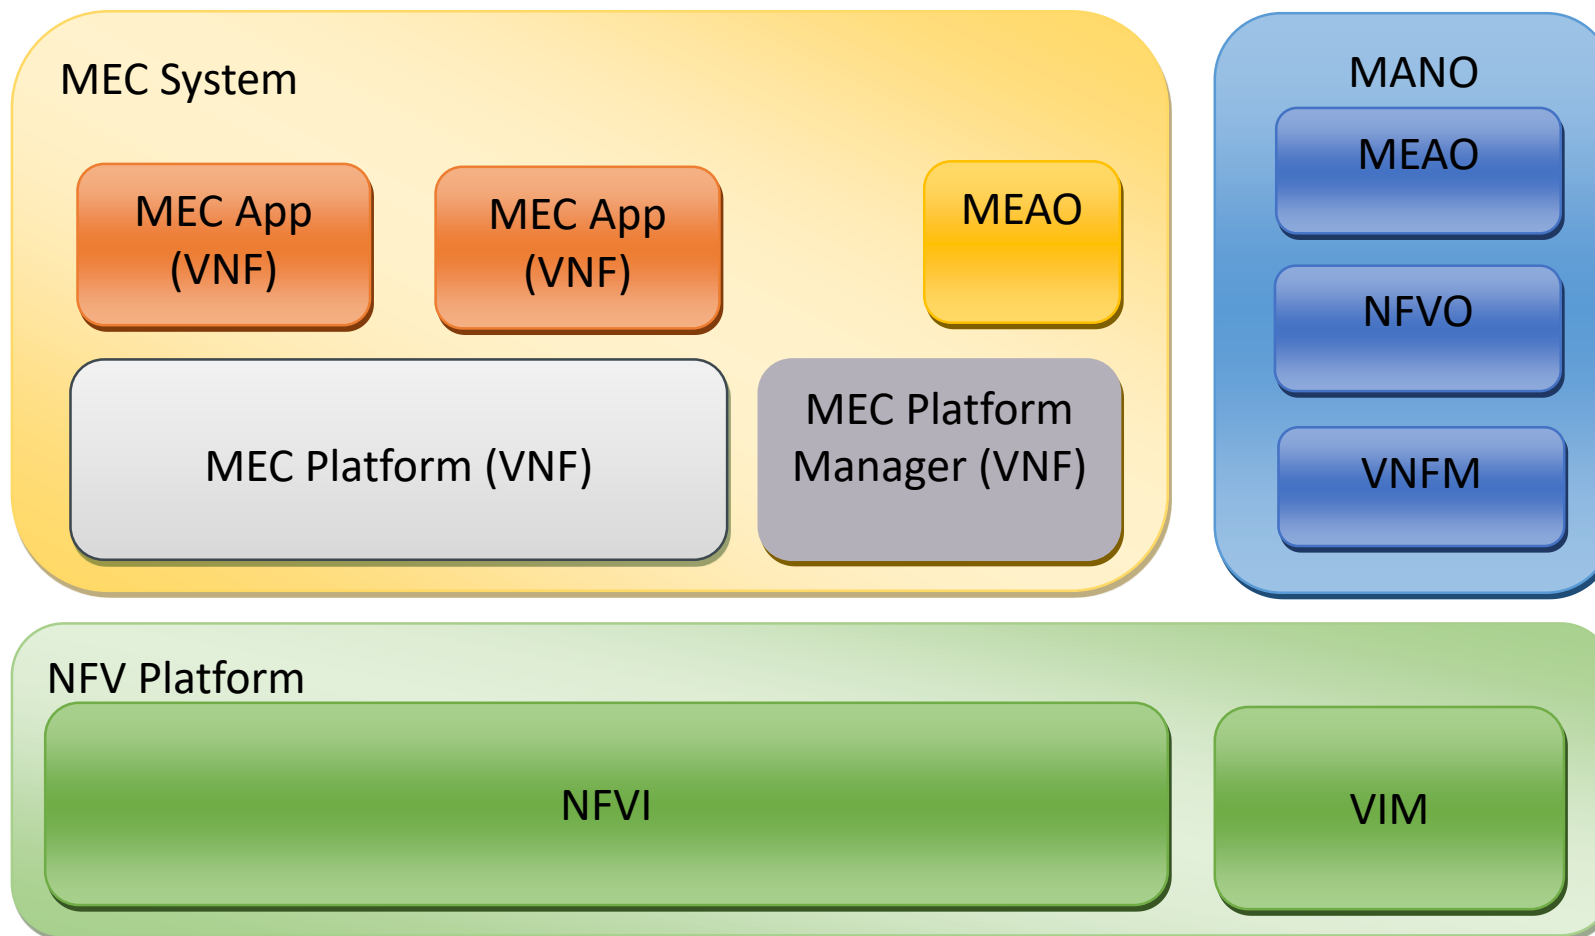 MEC System
MEC App
(VNF)
MEC App
(VNF)
MEAO
MEC Platform (VNF)
MEC Platform
Manager (VNF)
MANO
MEAO
NFVO
VNFM
NFV Platform
NFVI
VIM